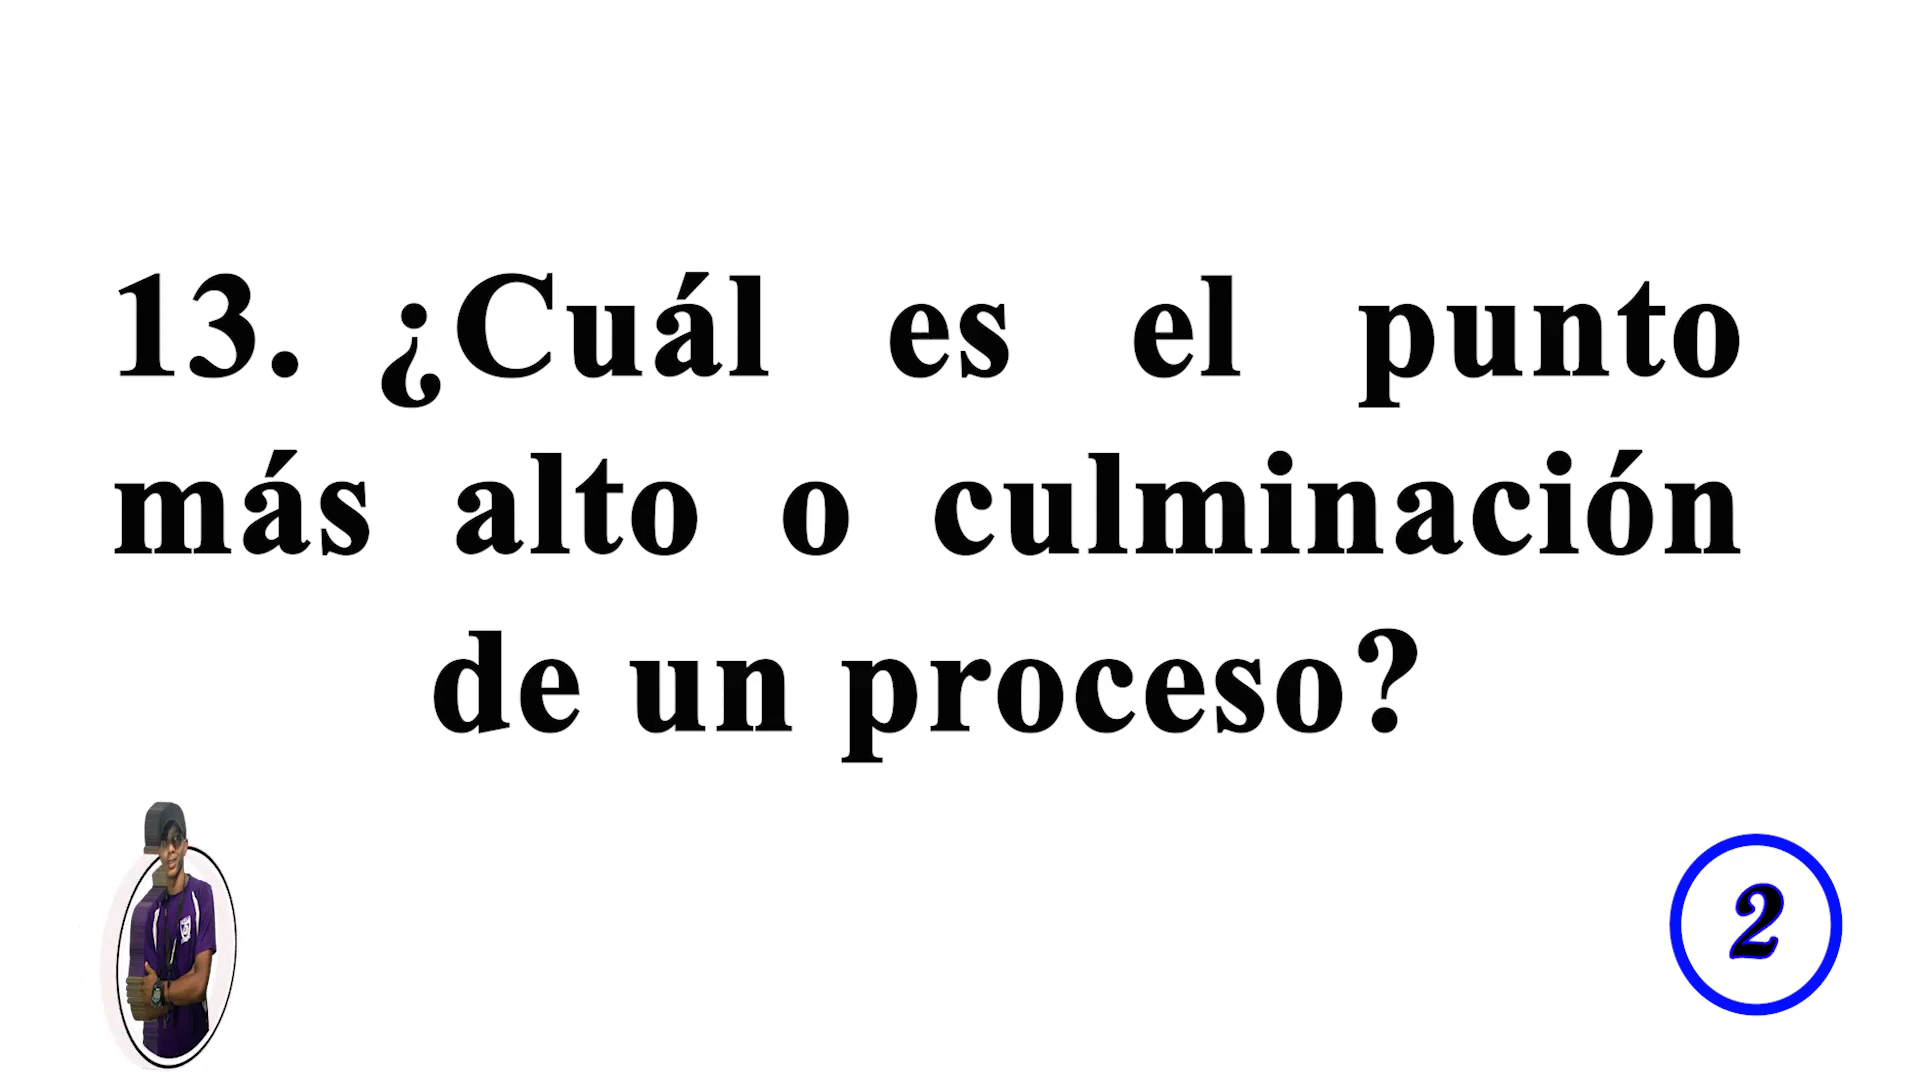 13. ¿Cuál es el punto
más alto o culminación
de un proceso?
2